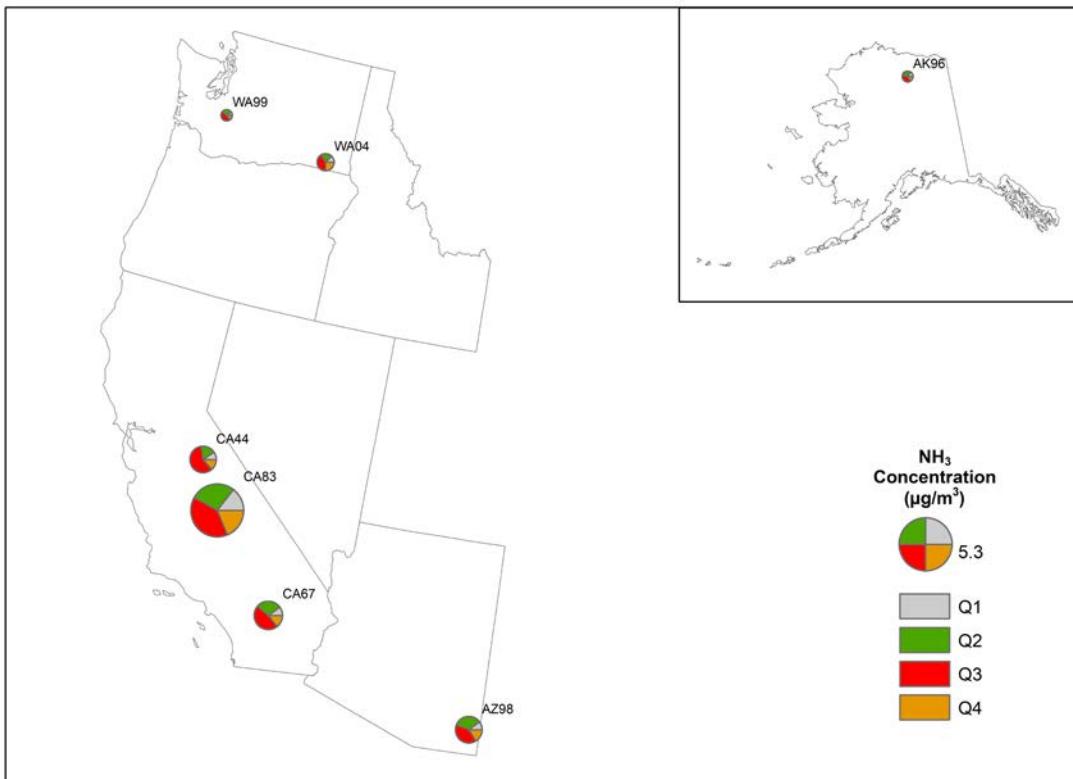 AK96
WA99
WA04
CA44
CA83
CA67
AZ98
NH₃
Concentration
(µg/m³)
5.3
Q1
Q2
Q3
Q4